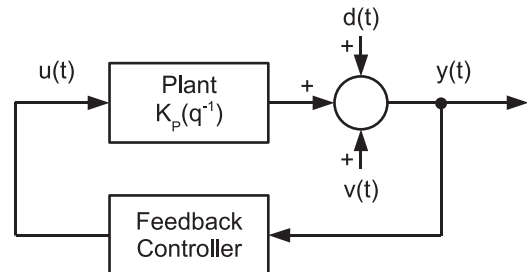 d(t)
+
u(t)
Plant
K_P(q^-1)
+
y(t)
+
v(t)
Feedback
Controller